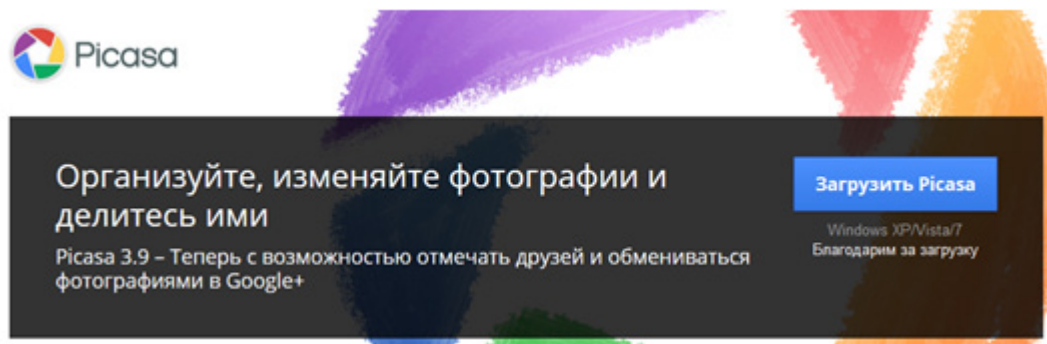 Picasa
Организуйте, изменяйте фотографии и
делитесь ими
Picasa 3.9 – Теперь с возможностью отмечать друзей и обмениваться
фотографиями в Google+
Загрузить Picasa
Windows XP/Vista/7
Благодарим за загрузку